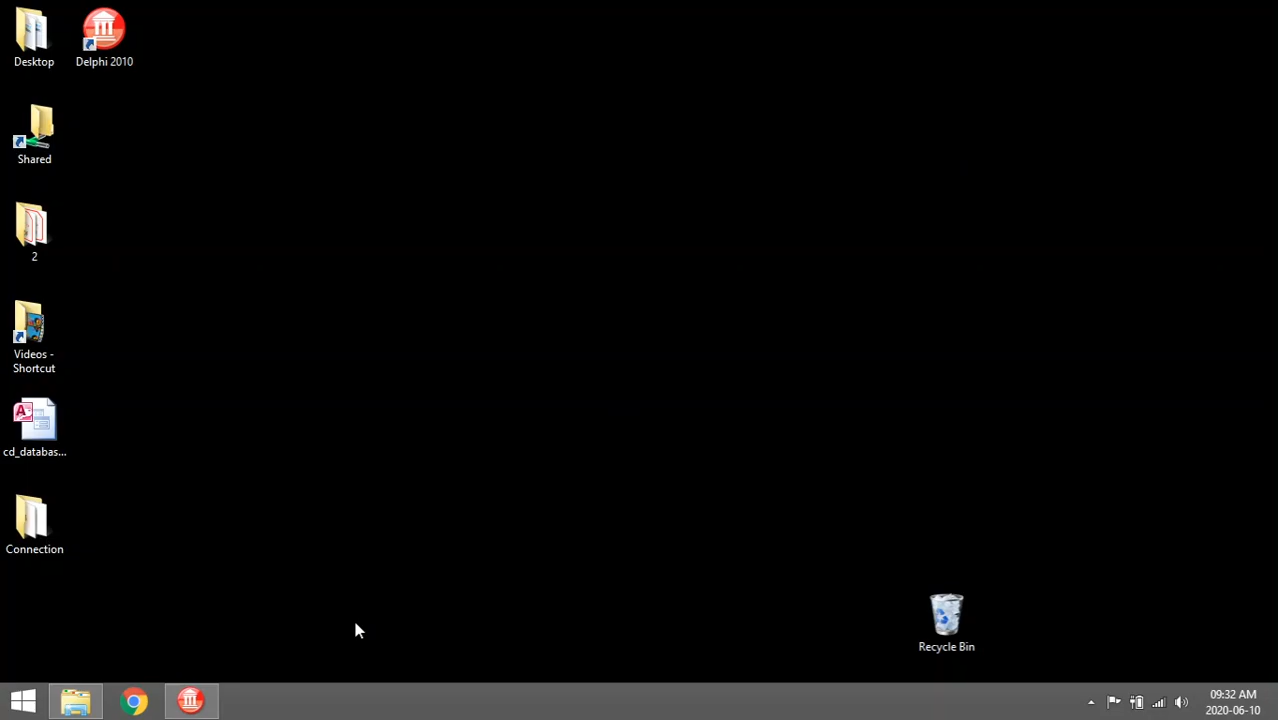 Desktop
Delphi 2010
Shared
2
Videos -
Shortcut
cd_databas...
Connection
Recycle Bin
09:32 AM
2020-06-10